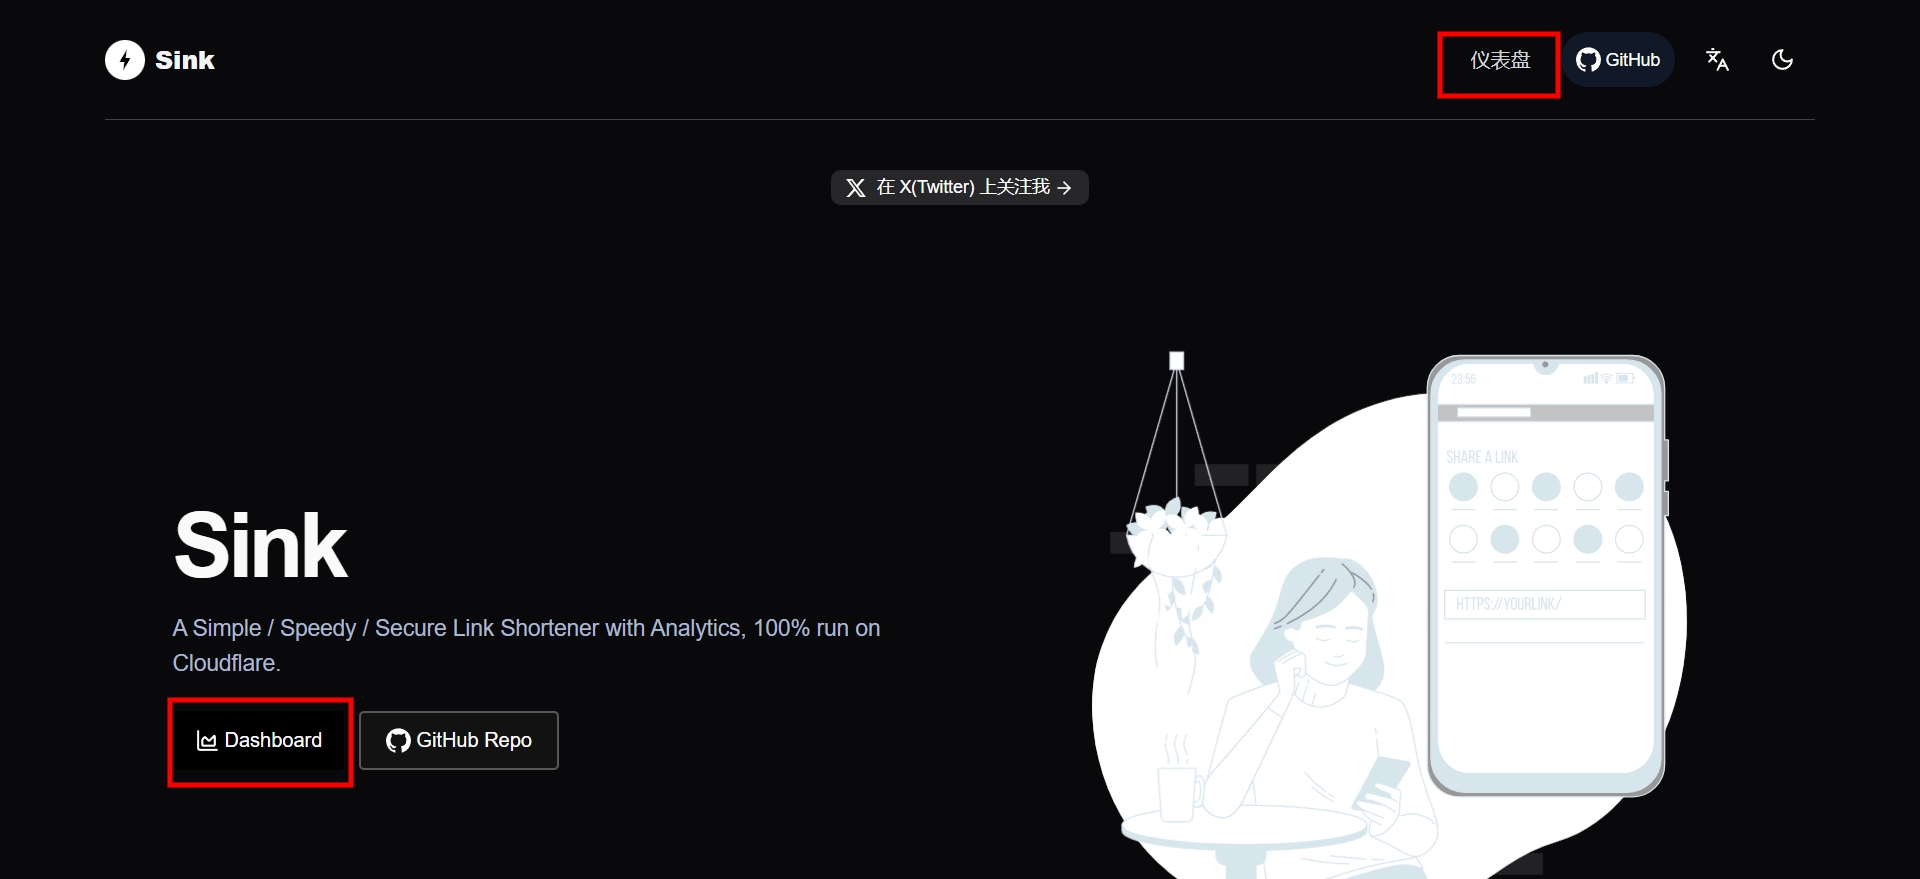 Sink
仪表盘
GitHub
在 X(Twitter) 上关注我
23:56
SHARE A LINK
HTTPS://YOURLINK/
Sink
A Simple / Speedy / Secure Link Shortener with Analytics, 100% run on
Cloudflare.
Dashboard
GitHub Repo